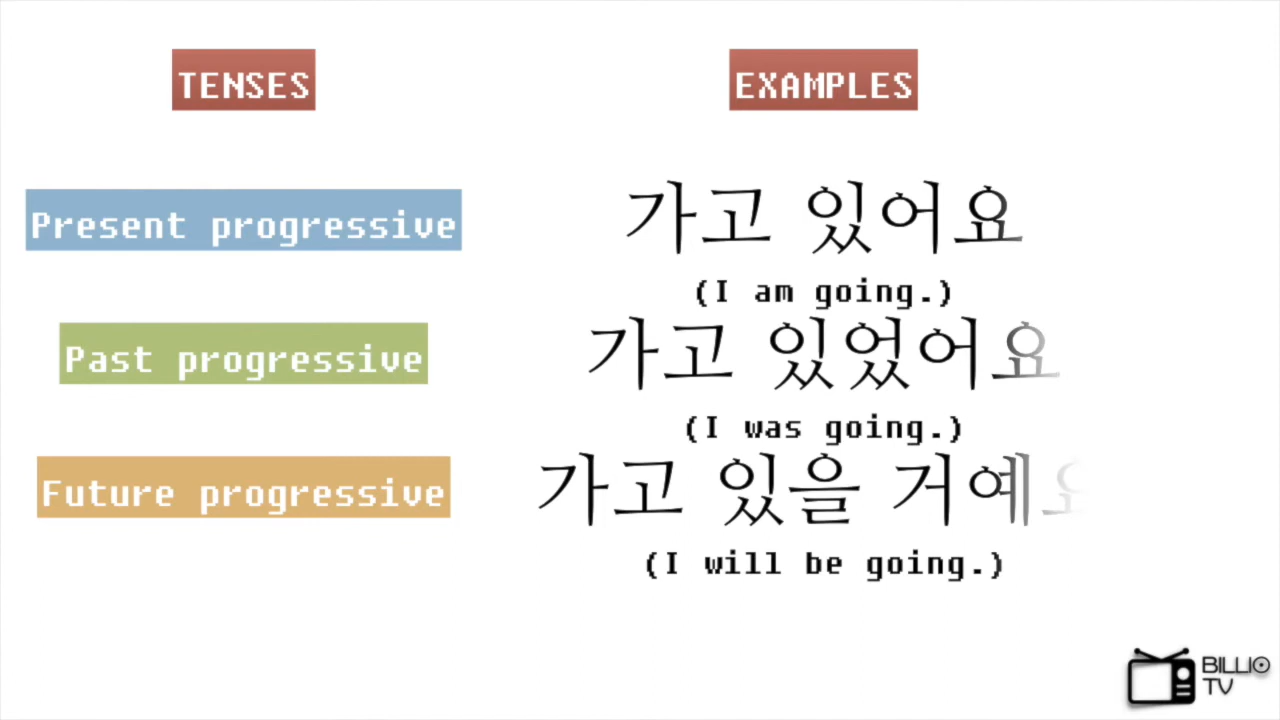 TENSES
EXAMPLES
Present progressive
가고 있어요
(I am going.)
Past progressive
가고 있었어요
(I was going.)
Future progressive
가고 있을 거예요
(I will be going.)
BILLIO
TV